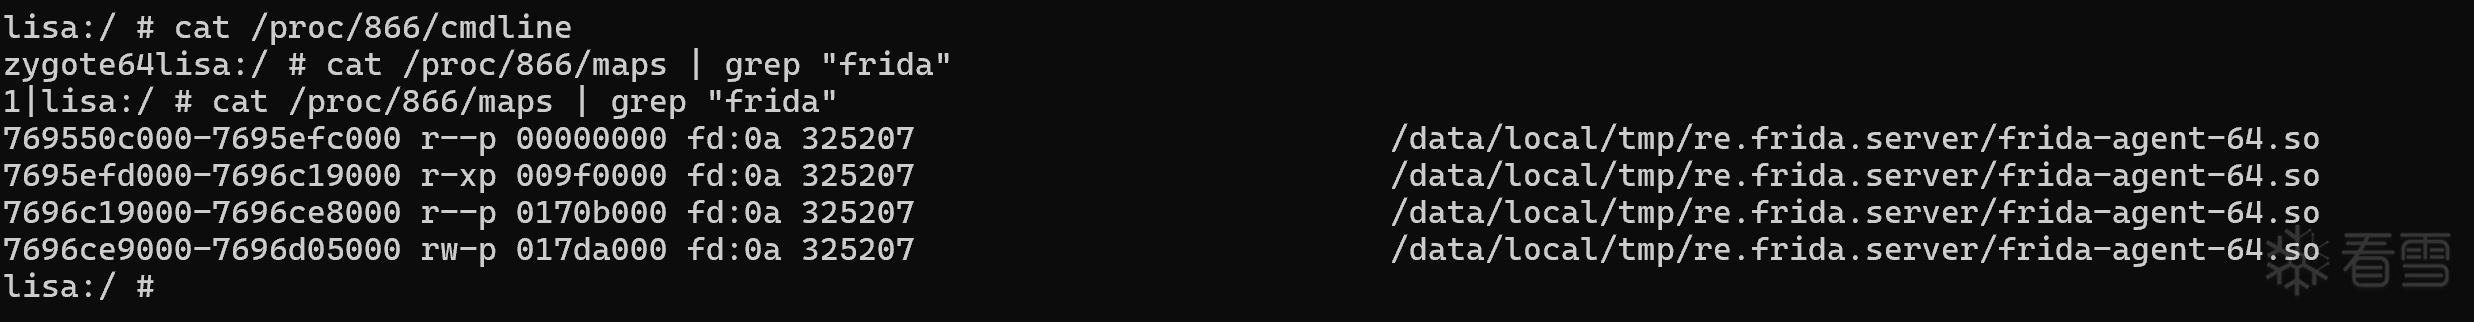 lisa:/ # cat /proc/866/cmdline
zygote64lisa:/ # cat /proc/866/maps | grep "frida"
1|lisa:/ # cat /proc/866/maps | grep "frida"
769550c000-7695efc000 r--p 00000000 fd:0a 325207 /data/local/tmp/re.frida.server/frida-agent-64.so
7695efd000-7696c19000 r-xp 009f0000 fd:0a 325207 /data/local/tmp/re.frida.server/frida-agent-64.so
7696c19000-7696ce8000 r--p 0170b000 fd:0a 325207 /data/local/tmp/re.frida.server/frida-agent-64.so
7696ce9000-7696d05000 rw-p 017da000 fd:0a 325207 /data/local/tmp/re.frida.server/frida-agent-64.so
lisa:/ #
看雪